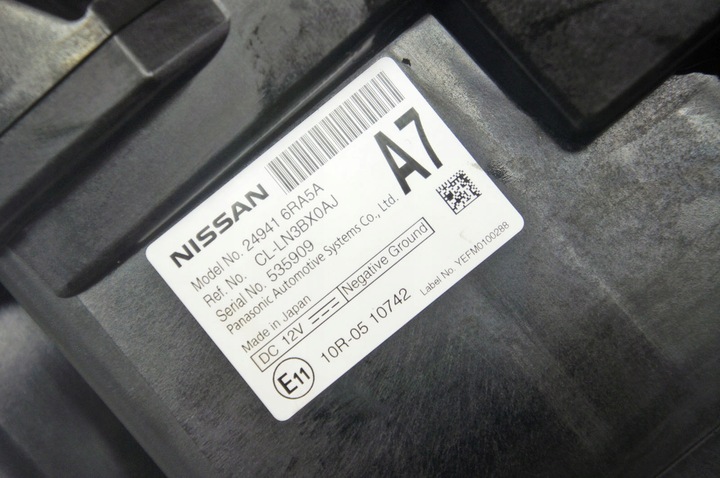 NISSAN
A7
Model No. 24941 6RA5A
Ref. No. CL-LN3BX0AJ
Serial No. 535909
Panasonic Automotive Systems Co., Ltd.
Made in Japan
DC 12V Negative Ground
E11 10R-05 10742
Label No. YEFM0100288